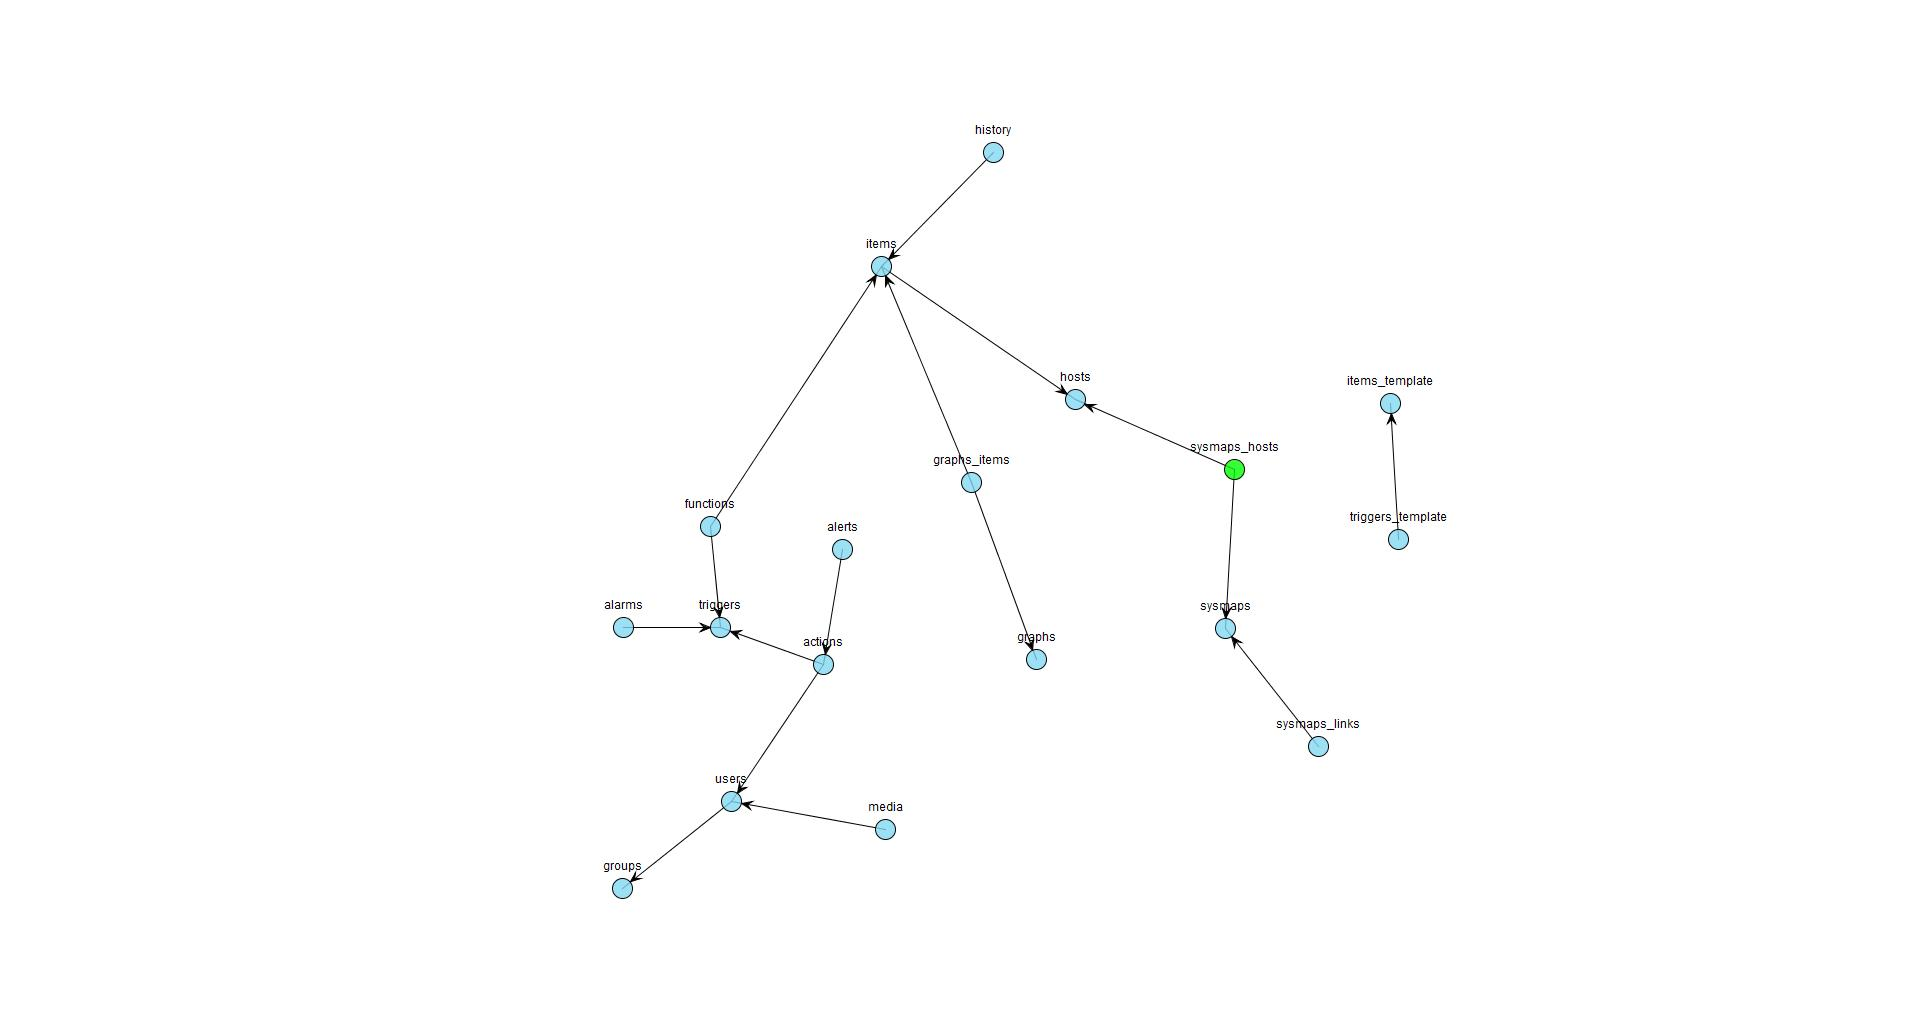 history
items
hosts
items_template
sysmaps_hosts
graphs_items
functions
triggers_template
alerts
alarms
triggers
sysmaps
graphs
actions
sysmaps_links
users
media
groups